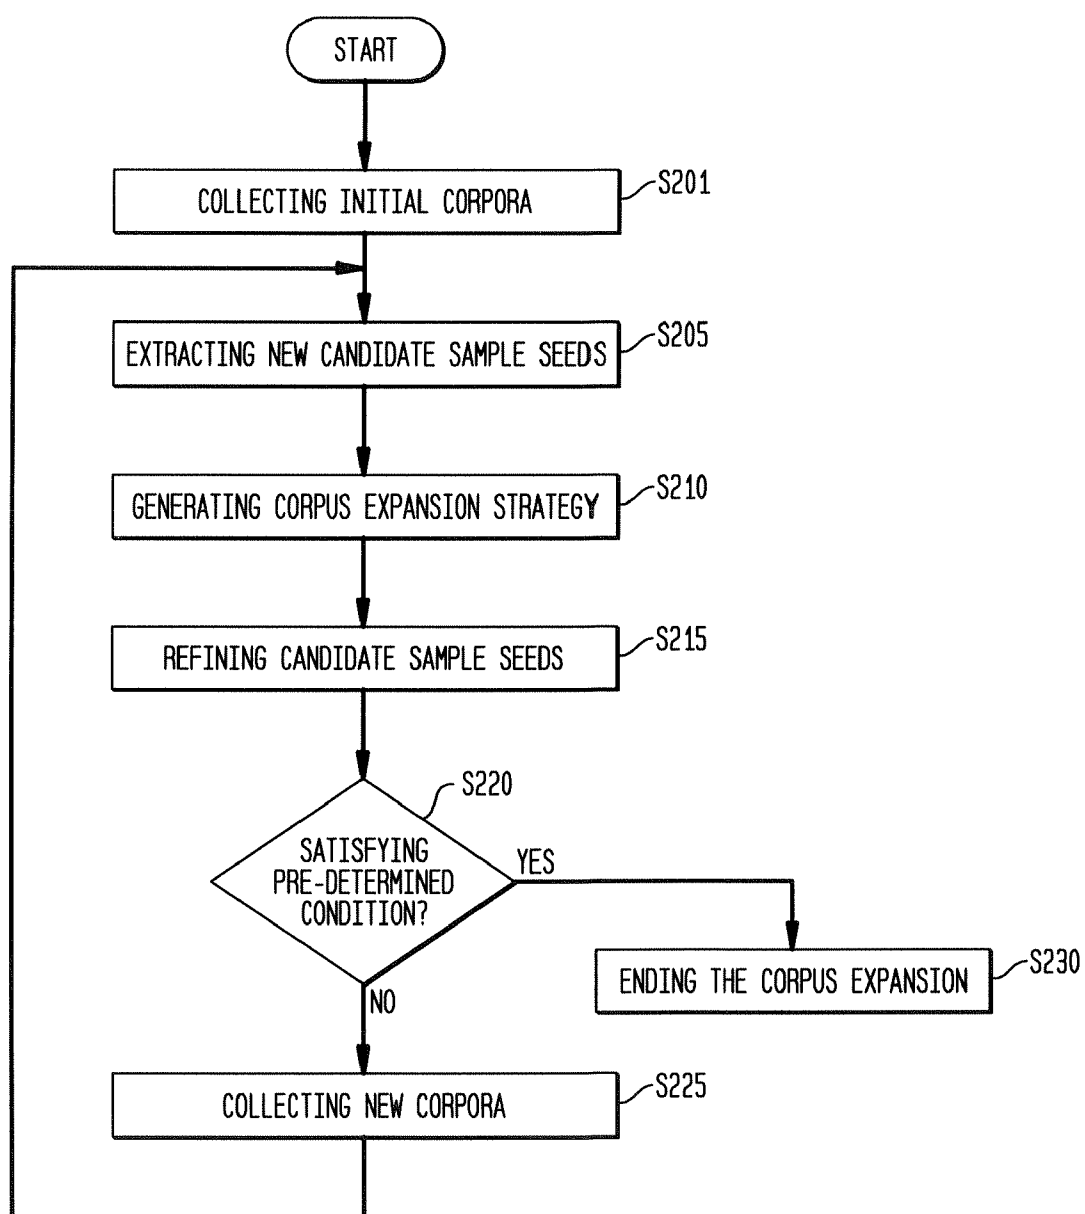 START
COLLECTING INITIAL CORPORA
S201
EXTRACTING NEW CANDIDATE SAMPLE SEEDS
S205
GENERATING CORPUS EXPANSION STRATEGY
S210
REFINING CANDIDATE SAMPLE SEEDS
S215
S220
SATISFYING
PRE-DETERMINED
CONDITION?
YES
ENDING THE CORPUS EXPANSION
S230
NO
COLLECTING NEW CORPORA
S225